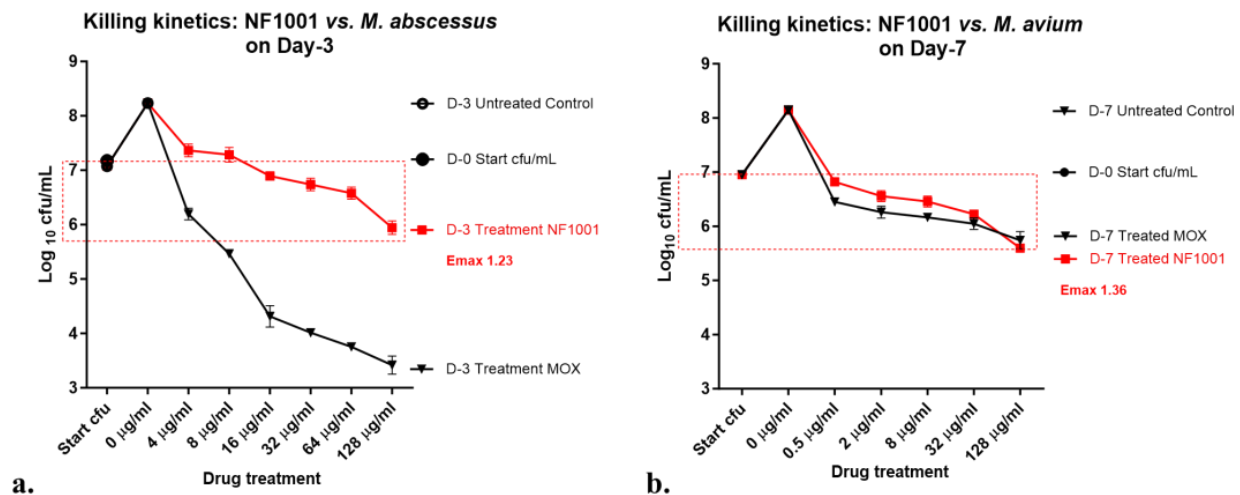 Killing kinetics: NF1001 vs. M. abscessus
on Day-3
Log 10 cfu/mL
9
8
7
6
5
4
3
Start cfu
0 µg/ml
4 µg/ml
8 µg/ml
16 µg/ml
32 µg/ml
64 µg/ml
128 µg/ml
Drug treatment
D-3 Untreated Control
D-0 Start cfu/mL
D-3 Treatment NF1001
Emax 1.23
D-3 Treatment MOX
a.
Killing kinetics: NF1001 vs. M. avium
on Day-7
Log10 cfu/mL
9
8
7
6
5
4
3
Start cfu
0 µg/ml
0.5 µg/ml
2 µg/ml
8 µg/ml
32 µg/ml
128 µg/ml
Drug treatment
D-7 Untreated Control
D-0 Start cfu/mL
D-7 Treated MOX
D-7 Treated NF1001
Emax 1.36
b.